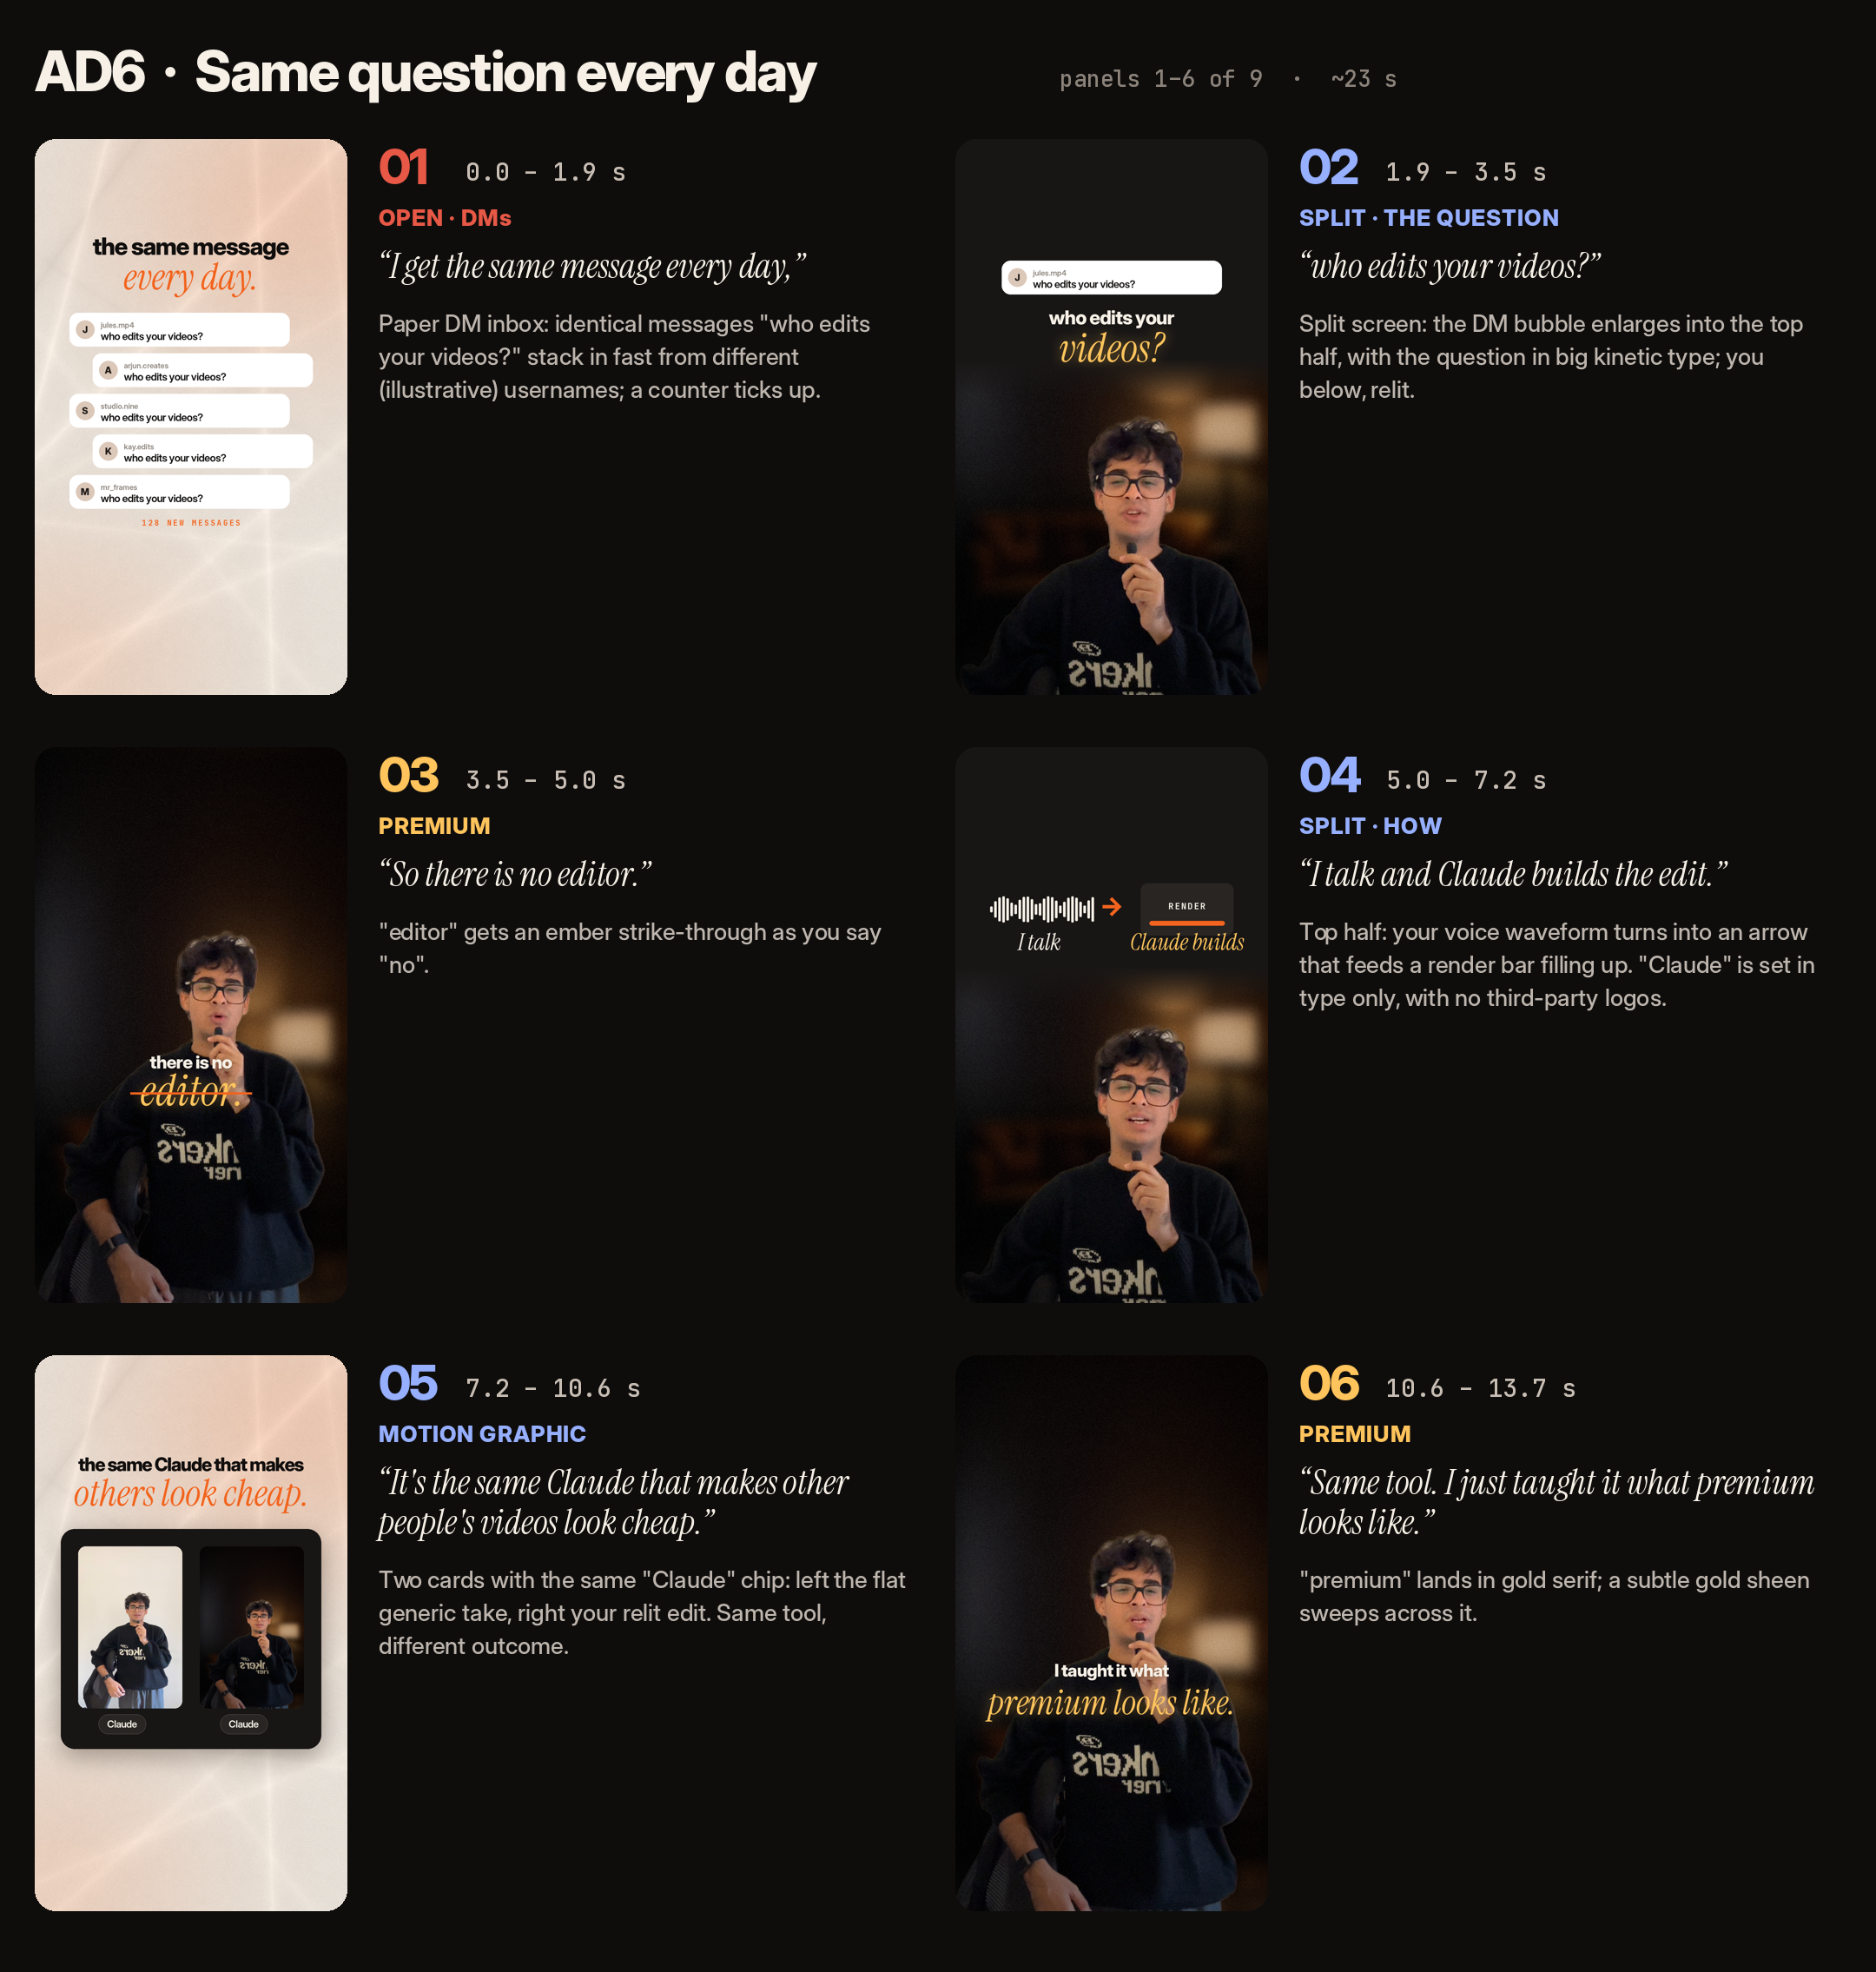 AD6 · Same question every day
panels 1–6 of 9 · ~23 s
the same message
every day.
J jules.mp4
who edits your videos?
A arjun.creates
who edits your videos?
S studio.nine
who edits your videos?
K kay.edits
who edits your videos?
M mr_frames
who edits your videos?
128 NEW MESSAGES
01 0.0 – 1.9 s
OPEN · DMs
“I get the same message every day,”
Paper DM inbox: identical messages "who edits
your videos?" stack in fast from different
(illustrative) usernames; a counter ticks up.
J jules.mp4
who edits your videos?
who edits your
videos?
02 1.9 – 3.5 s
SPLIT · THE QUESTION
“who edits your videos?”
Split screen: the DM bubble enlarges into the top
half, with the question in big kinetic type; you
below, relit.
there is no
editor.
03 3.5 – 5.0 s
PREMIUM
“So there is no editor.”
"editor" gets an ember strike-through as you say
"no".
RENDER
I talk
Claude builds
04 5.0 – 7.2 s
SPLIT · HOW
“I talk and Claude builds the edit.”
Top half: your voice waveform turns into an arrow
that feeds a render bar filling up. "Claude" is set in
type only, with no third-party logos.
the same Claude that makes
others look cheap.
Claude
Claude
05 7.2 – 10.6 s
MOTION GRAPHIC
“It's the same Claude that makes other
people's videos look cheap.”
Two cards with the same "Claude" chip: left the flat
generic take, right your relit edit. Same tool,
different outcome.
I taught it what
premium looks like.
06 10.6 – 13.7 s
PREMIUM
“Same tool. I just taught it what premium
looks like.”
"premium" lands in gold serif; a subtle gold sheen
sweeps across it.